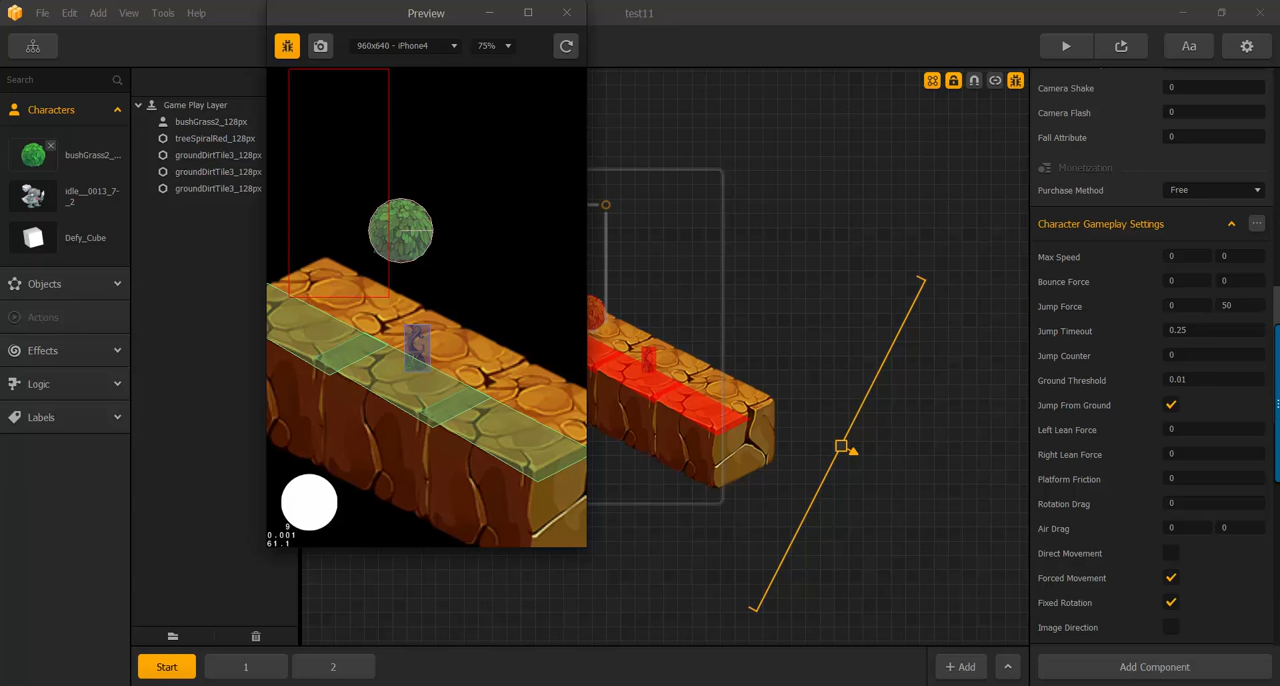 File Edit Add View Tools Help
Preview
test11
960x640 - iPhone4
75%
Aa
Search
Characters
bushGrass2_...
idle__0013_7-
-_2
Defy_Cube
Objects
Actions
Effects
Logic
Labels
Game Play Layer
bushGrass2_128px
treeSpiralRed_128px
groundDirtTile3_128px
groundDirtTile3_128px
groundDirtTile3_128px
9
0.001
61.1
Start
1
2
+ Add
Camera Shake 0
Camera Flash 0
Fall Attribute 0
Monetization
Purchase Method Free
Character Gameplay Settings
Max Speed 0 0
Bounce Force 0 0
Jump Force 0 50
Jump Timeout 0.25
Jump Counter 0
Ground Threshold 0.01
Jump From Ground
Left Lean Force 0
Right Lean Force 0
Platform Friction 0
Rotation Drag 0
Air Drag 0 0
Direct Movement
Forced Movement
Fixed Rotation
Image Direction
Add Component